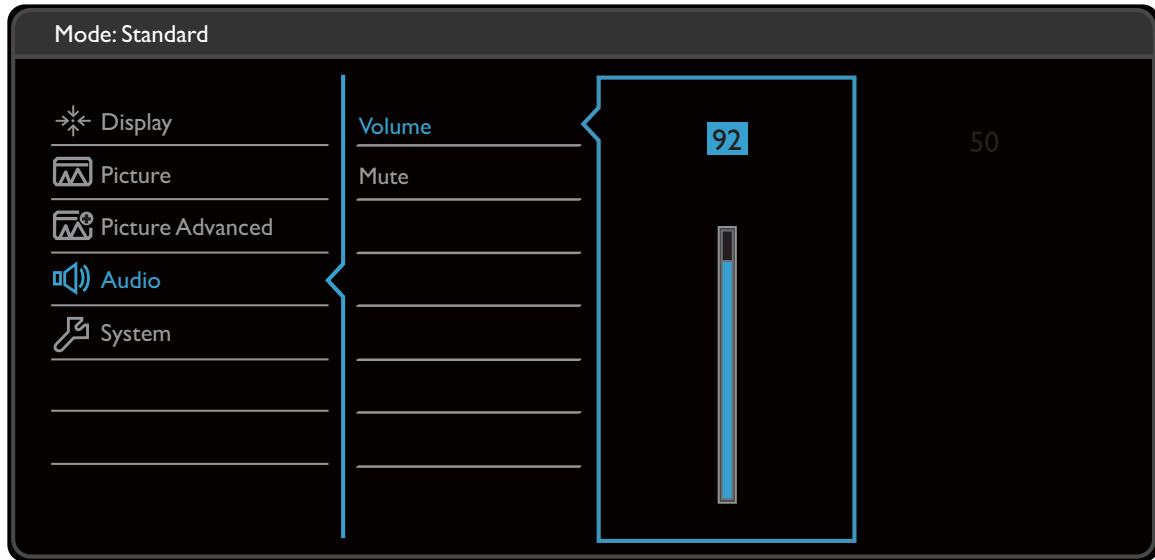 Mode: Standard
Display
Picture
Picture Advanced
Audio
System
Volume
Mute
92
50